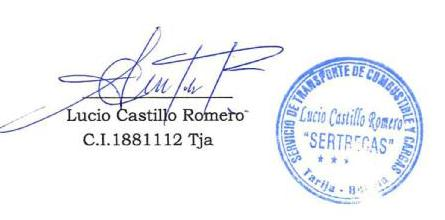 Lucio Castillo Romero
C.I.1881112 Tja
SERVICIO DE TRANSPORTE DE COMBUSTIBLE Y CARGAS
Lucio Castillo Romero
"SERTRECAS"
* * *
Tarija -